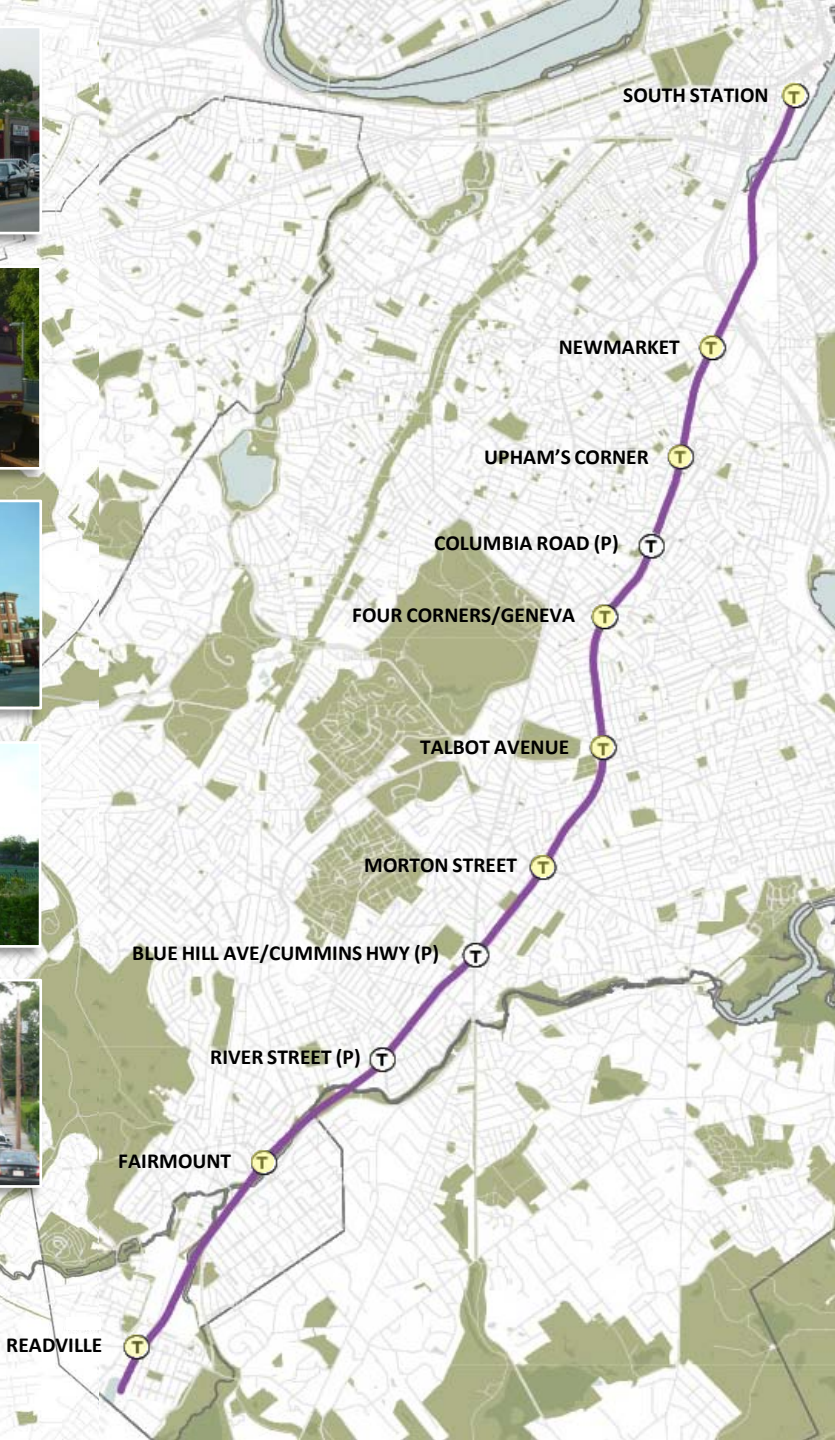 SOUTH STATION T
NEWMARKET T
UPHAM'S CORNER T
COLUMBIA ROAD (P) T
FOUR CORNERS/GENEVA T
TALBOT AVENUE T
MORTON STREET T
BLUE HILL AVE/CUMMINS HWY (P) T
RIVER STREET (P) T
FAIRMOUNT T
READVILLE T